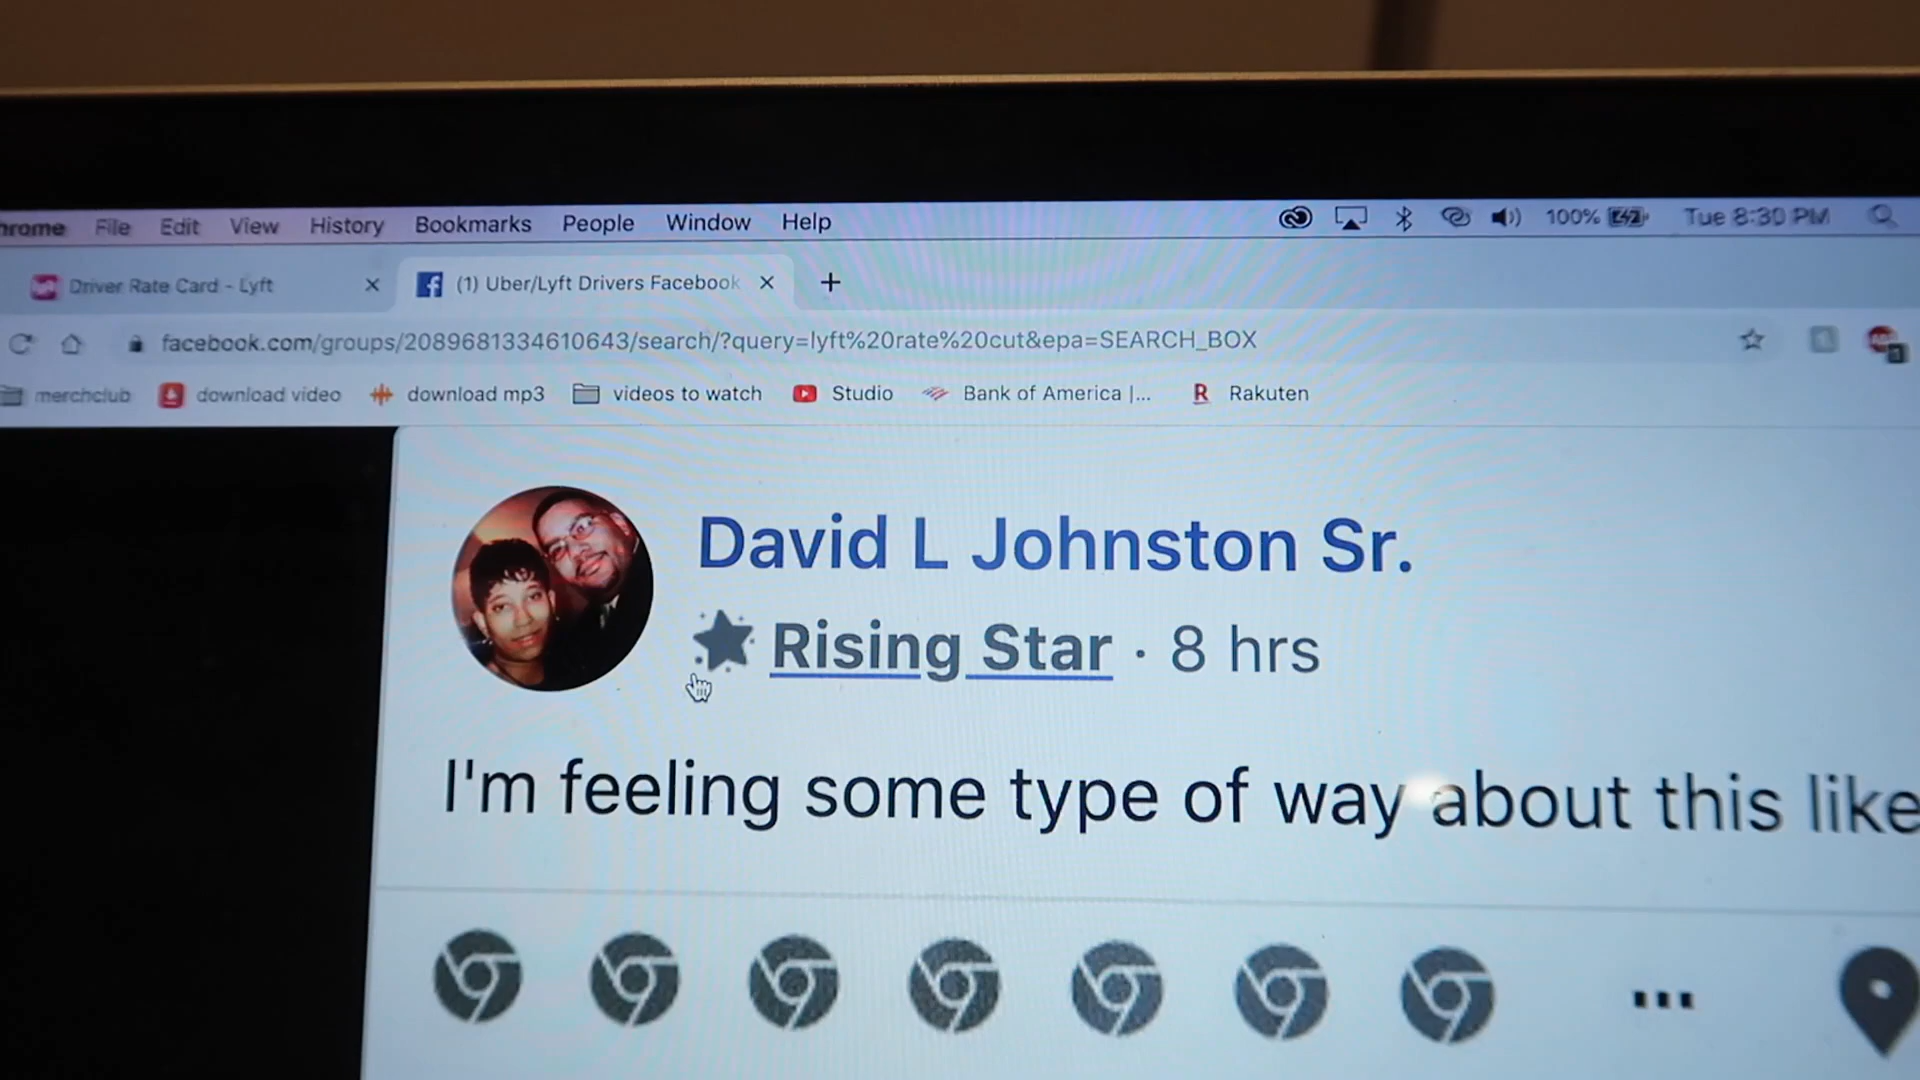 hrome File Edit View History Bookmarks People Window Help 100% Tue 8:30 PM
Driver Rate Card - Lyft (1) Uber/Lyft Drivers Facebook
facebook.com/groups/2089681334610643/search/?query=lyft%20rate%20cut&epa=SEARCH_BOX
merchclub download video download mp3 videos to watch Studio Bank of America |... Rakuten
David L Johnston Sr.
Rising Star · 8 hrs
I'm feeling some type of way about this like
...